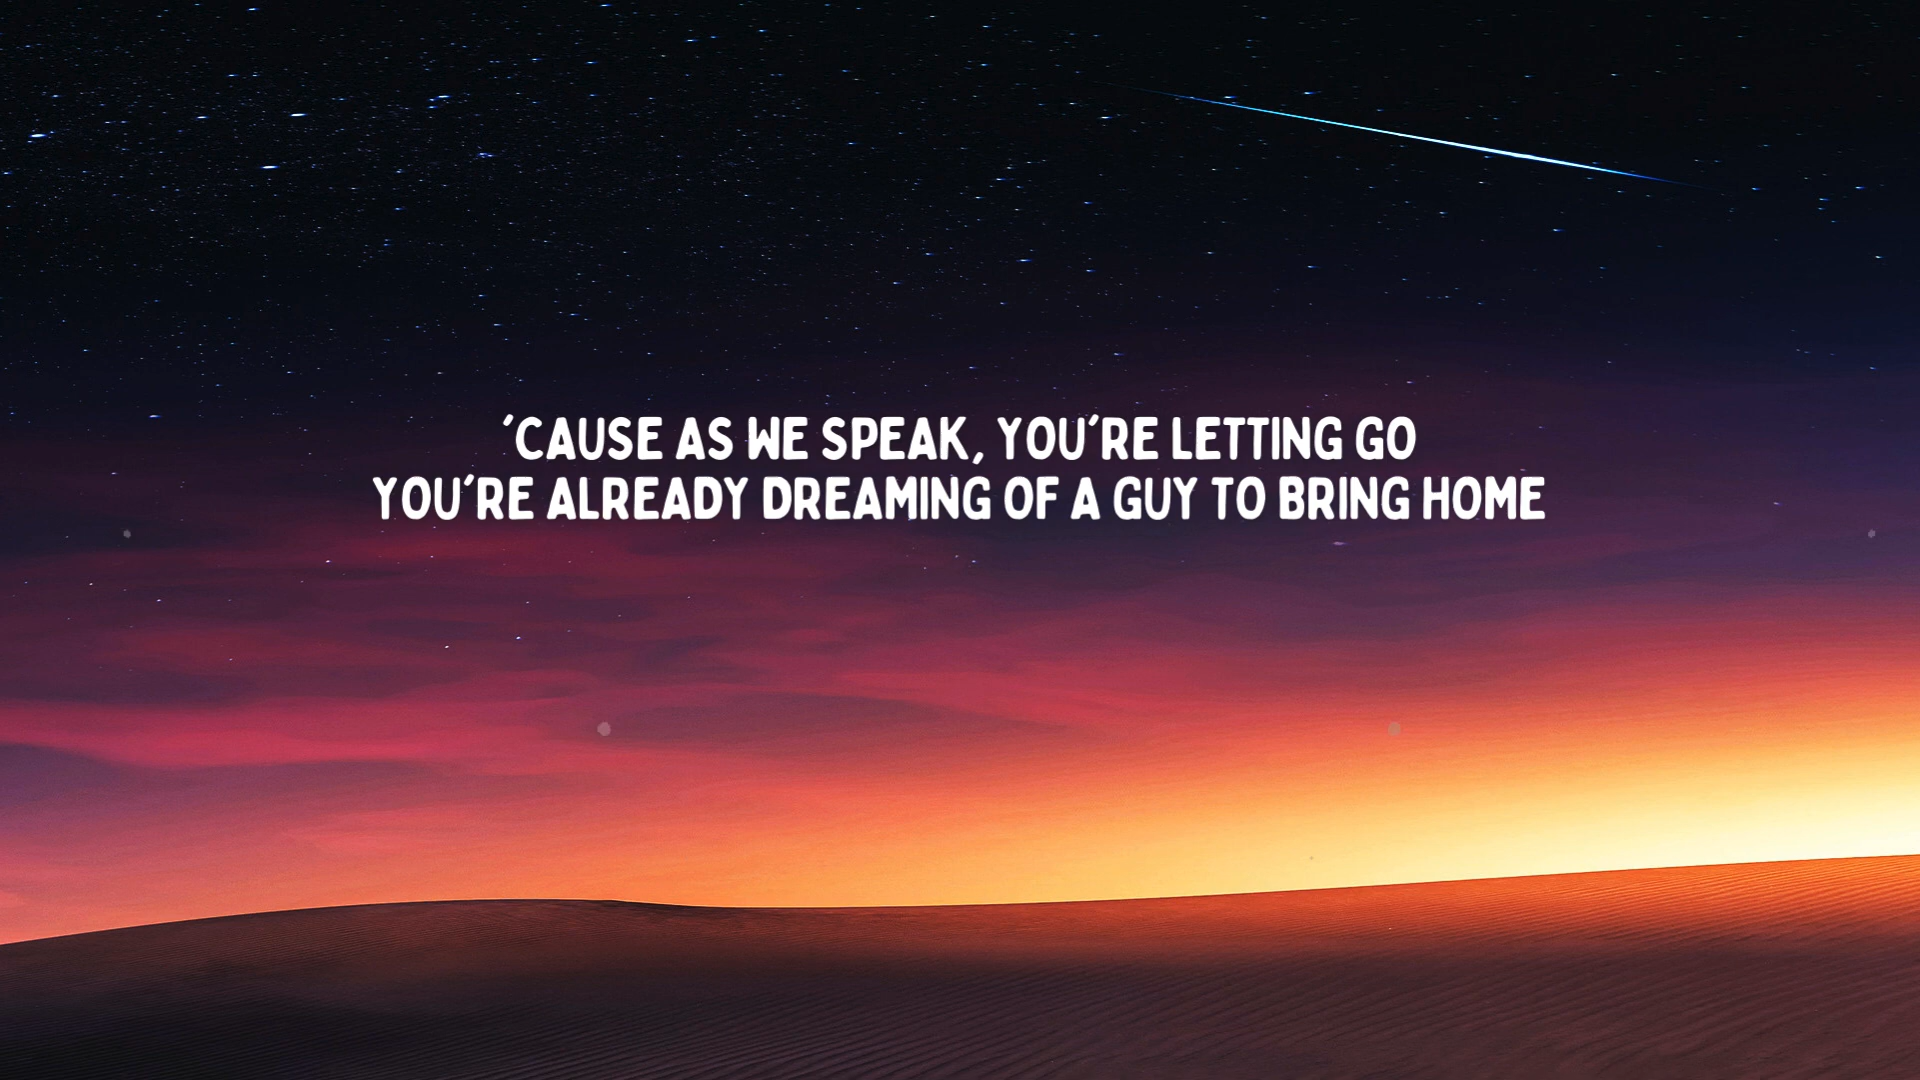 'CAUSE AS WE SPEAK, YOU'RE LETTING GO
YOU'RE ALREADY DREAMING OF A GUY TO BRING HOME